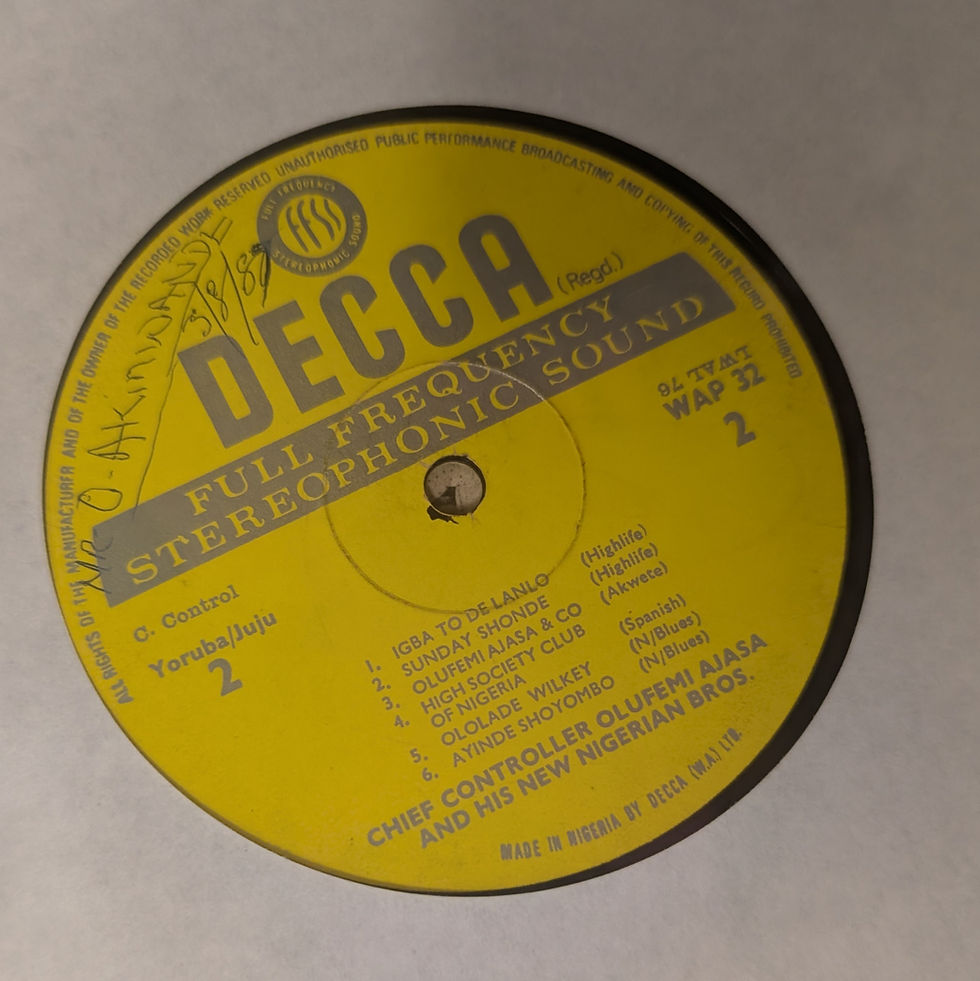 ALL RIGHTS OF THE MANUFACTURER AND OF THE OWNER OF THE RECORDED WORK RESERVED UNAUTHORISED PUBLIC PERFORMANCE BROADCASTING AND COPYING OF THIS RECORD PROHIBITED.
FULL FREQUENCY
FFSS
STEREOPHONIC SOUND
MR O. AKINWANDE
3/8/82
DECCA
(Regd.)
FULL FREQUENCY
STEREOPHONIC SOUND
LWAL 76
WAP 32
2
C. Control
Yoruba/Juju
2
1. IGBA TO DE LANLO (Highlife)
2. SUNDAY SHONDE (Highlife)
3. OLUFEMI AJASA & CO (Akwete)
4. HIGH SOCIETY CLUB
OF NIGERIA (Spanish)
5. OLOLADE WILKEY (N/Blues)
6. AYINDE SHOYOMBO (N/Blues)
CHIEF CONTROLLER OLUFEMI AJASA
AND HIS NEW NIGERIAN BROS.
MADE IN NIGERIA BY DECCA (W.A.) LTD.